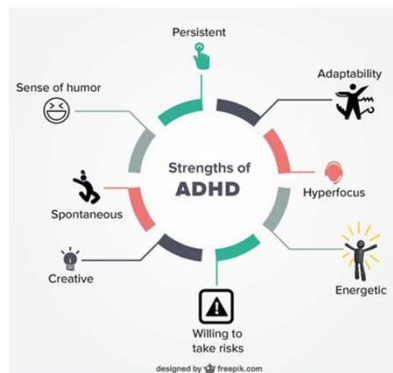 Persistent
Adaptability
Sense of humor
Strengths of
ADHD
Hyperfocus
Spontaneous
Creative
Energetic
Willing to
take risks
designed by freepik.com